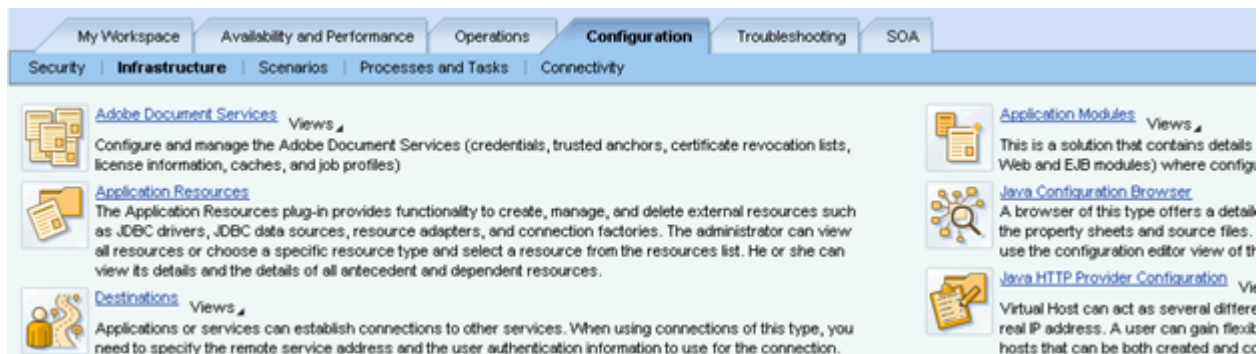 My Workspace Availability and Performance Operations Configuration Troubleshooting SOA
Security | Infrastructure | Scenarios | Processes and Tasks | Connectivity
Adobe Document Services Views
Configure and manage the Adobe Document Services (credentials, trusted anchors, certificate revocation lists,
license information, caches, and job profiles)
Application Resources
The Application Resources plug-in provides functionality to create, manage, and delete external resources such
as JDBC drivers, JDBC data sources, resource adapters, and connection factories. The administrator can view
all resources or choose a specific resource type and select a resource from the resources list. He or she can
view its details and the details of all antecedent and dependent resources.
Destinations Views
Applications or services can establish connections to other services. When using connections of this type, you
need to specify the remote service address and the user authentication information to use for the connection.
Application Modules Views
This is a solution that contains details
Web and EJB modules) where
Java Configuration Browser
A browser of this type offers a
the property sheets and source files.
use the configuration editor view of
Java HTTP Provider Configuration
Virtual Host can act as several
real IP address. A user can gain
hosts that can be both created and